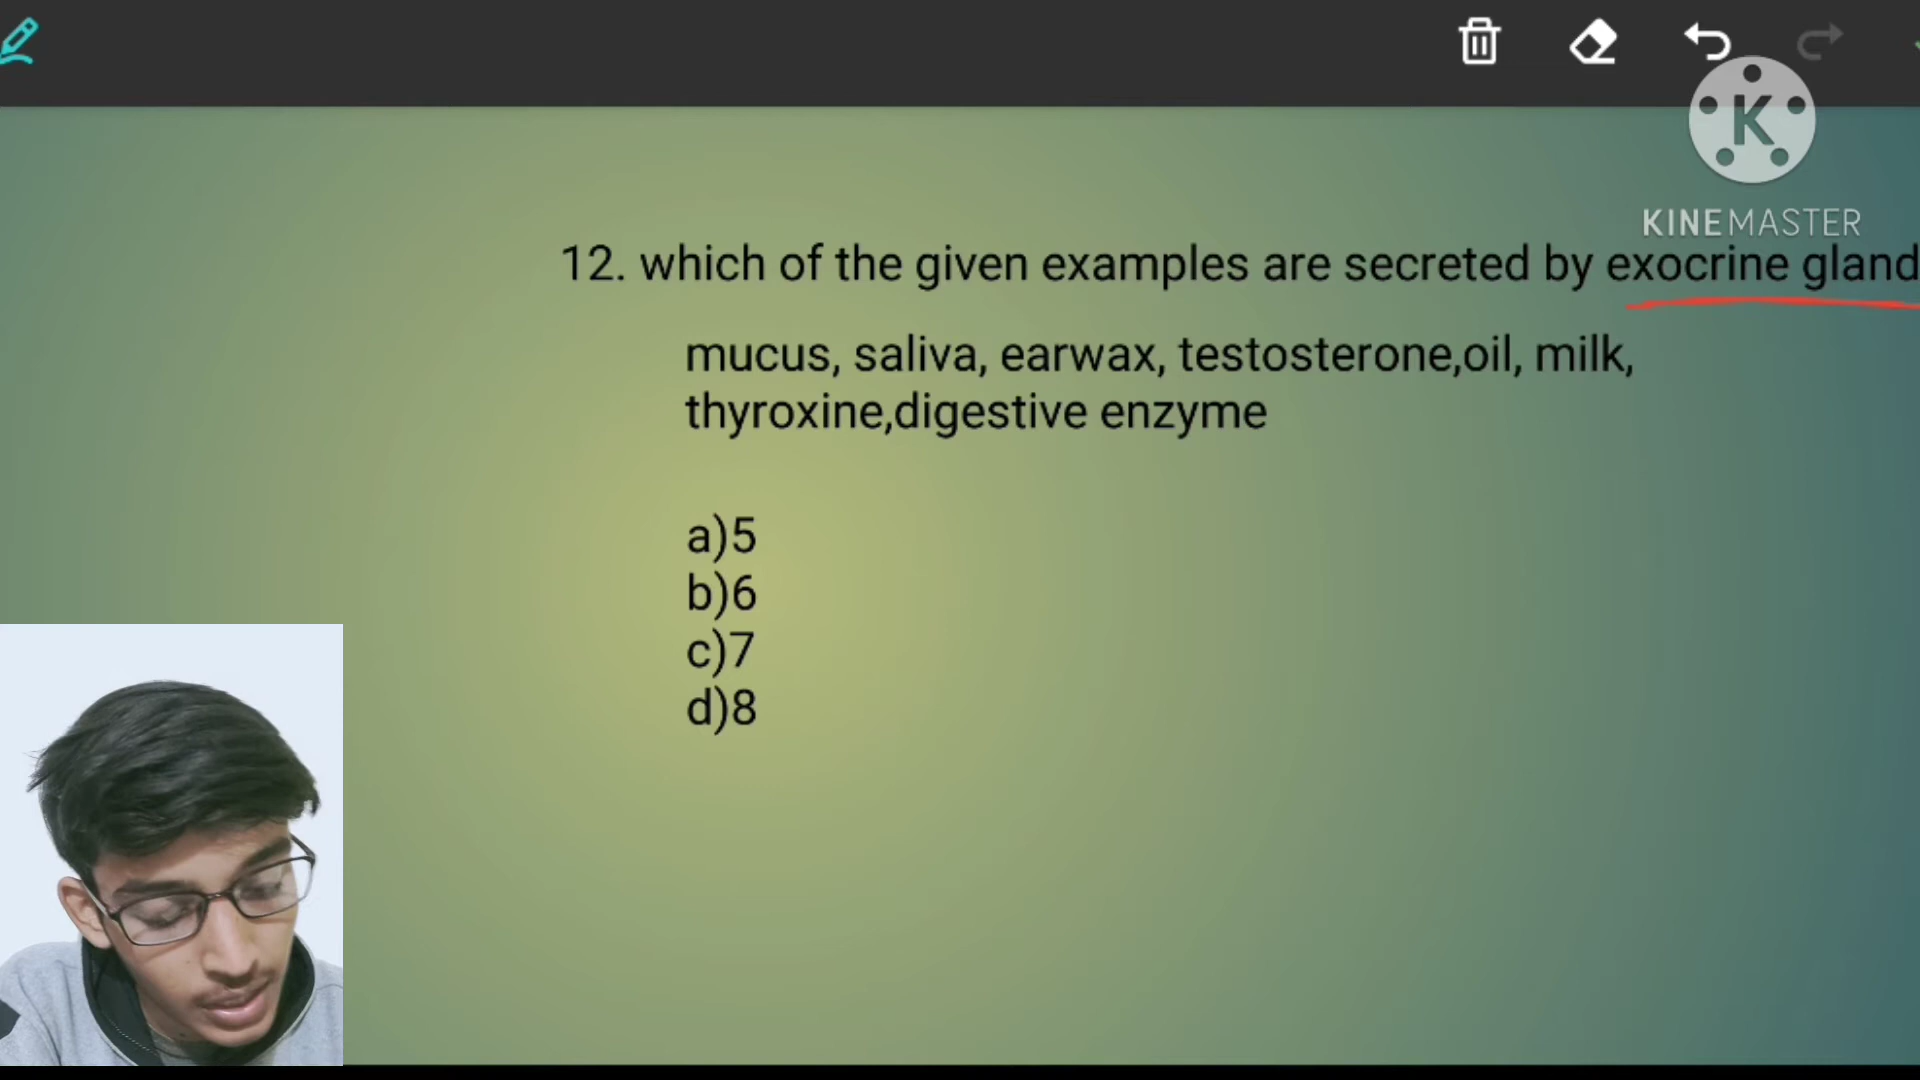 KINEMASTER
12. which of the given examples are secreted by exocrine gland
mucus, saliva, earwax, testosterone,oil, milk,
thyroxine,digestive enzyme
a)5
b)6
c)7
d)8